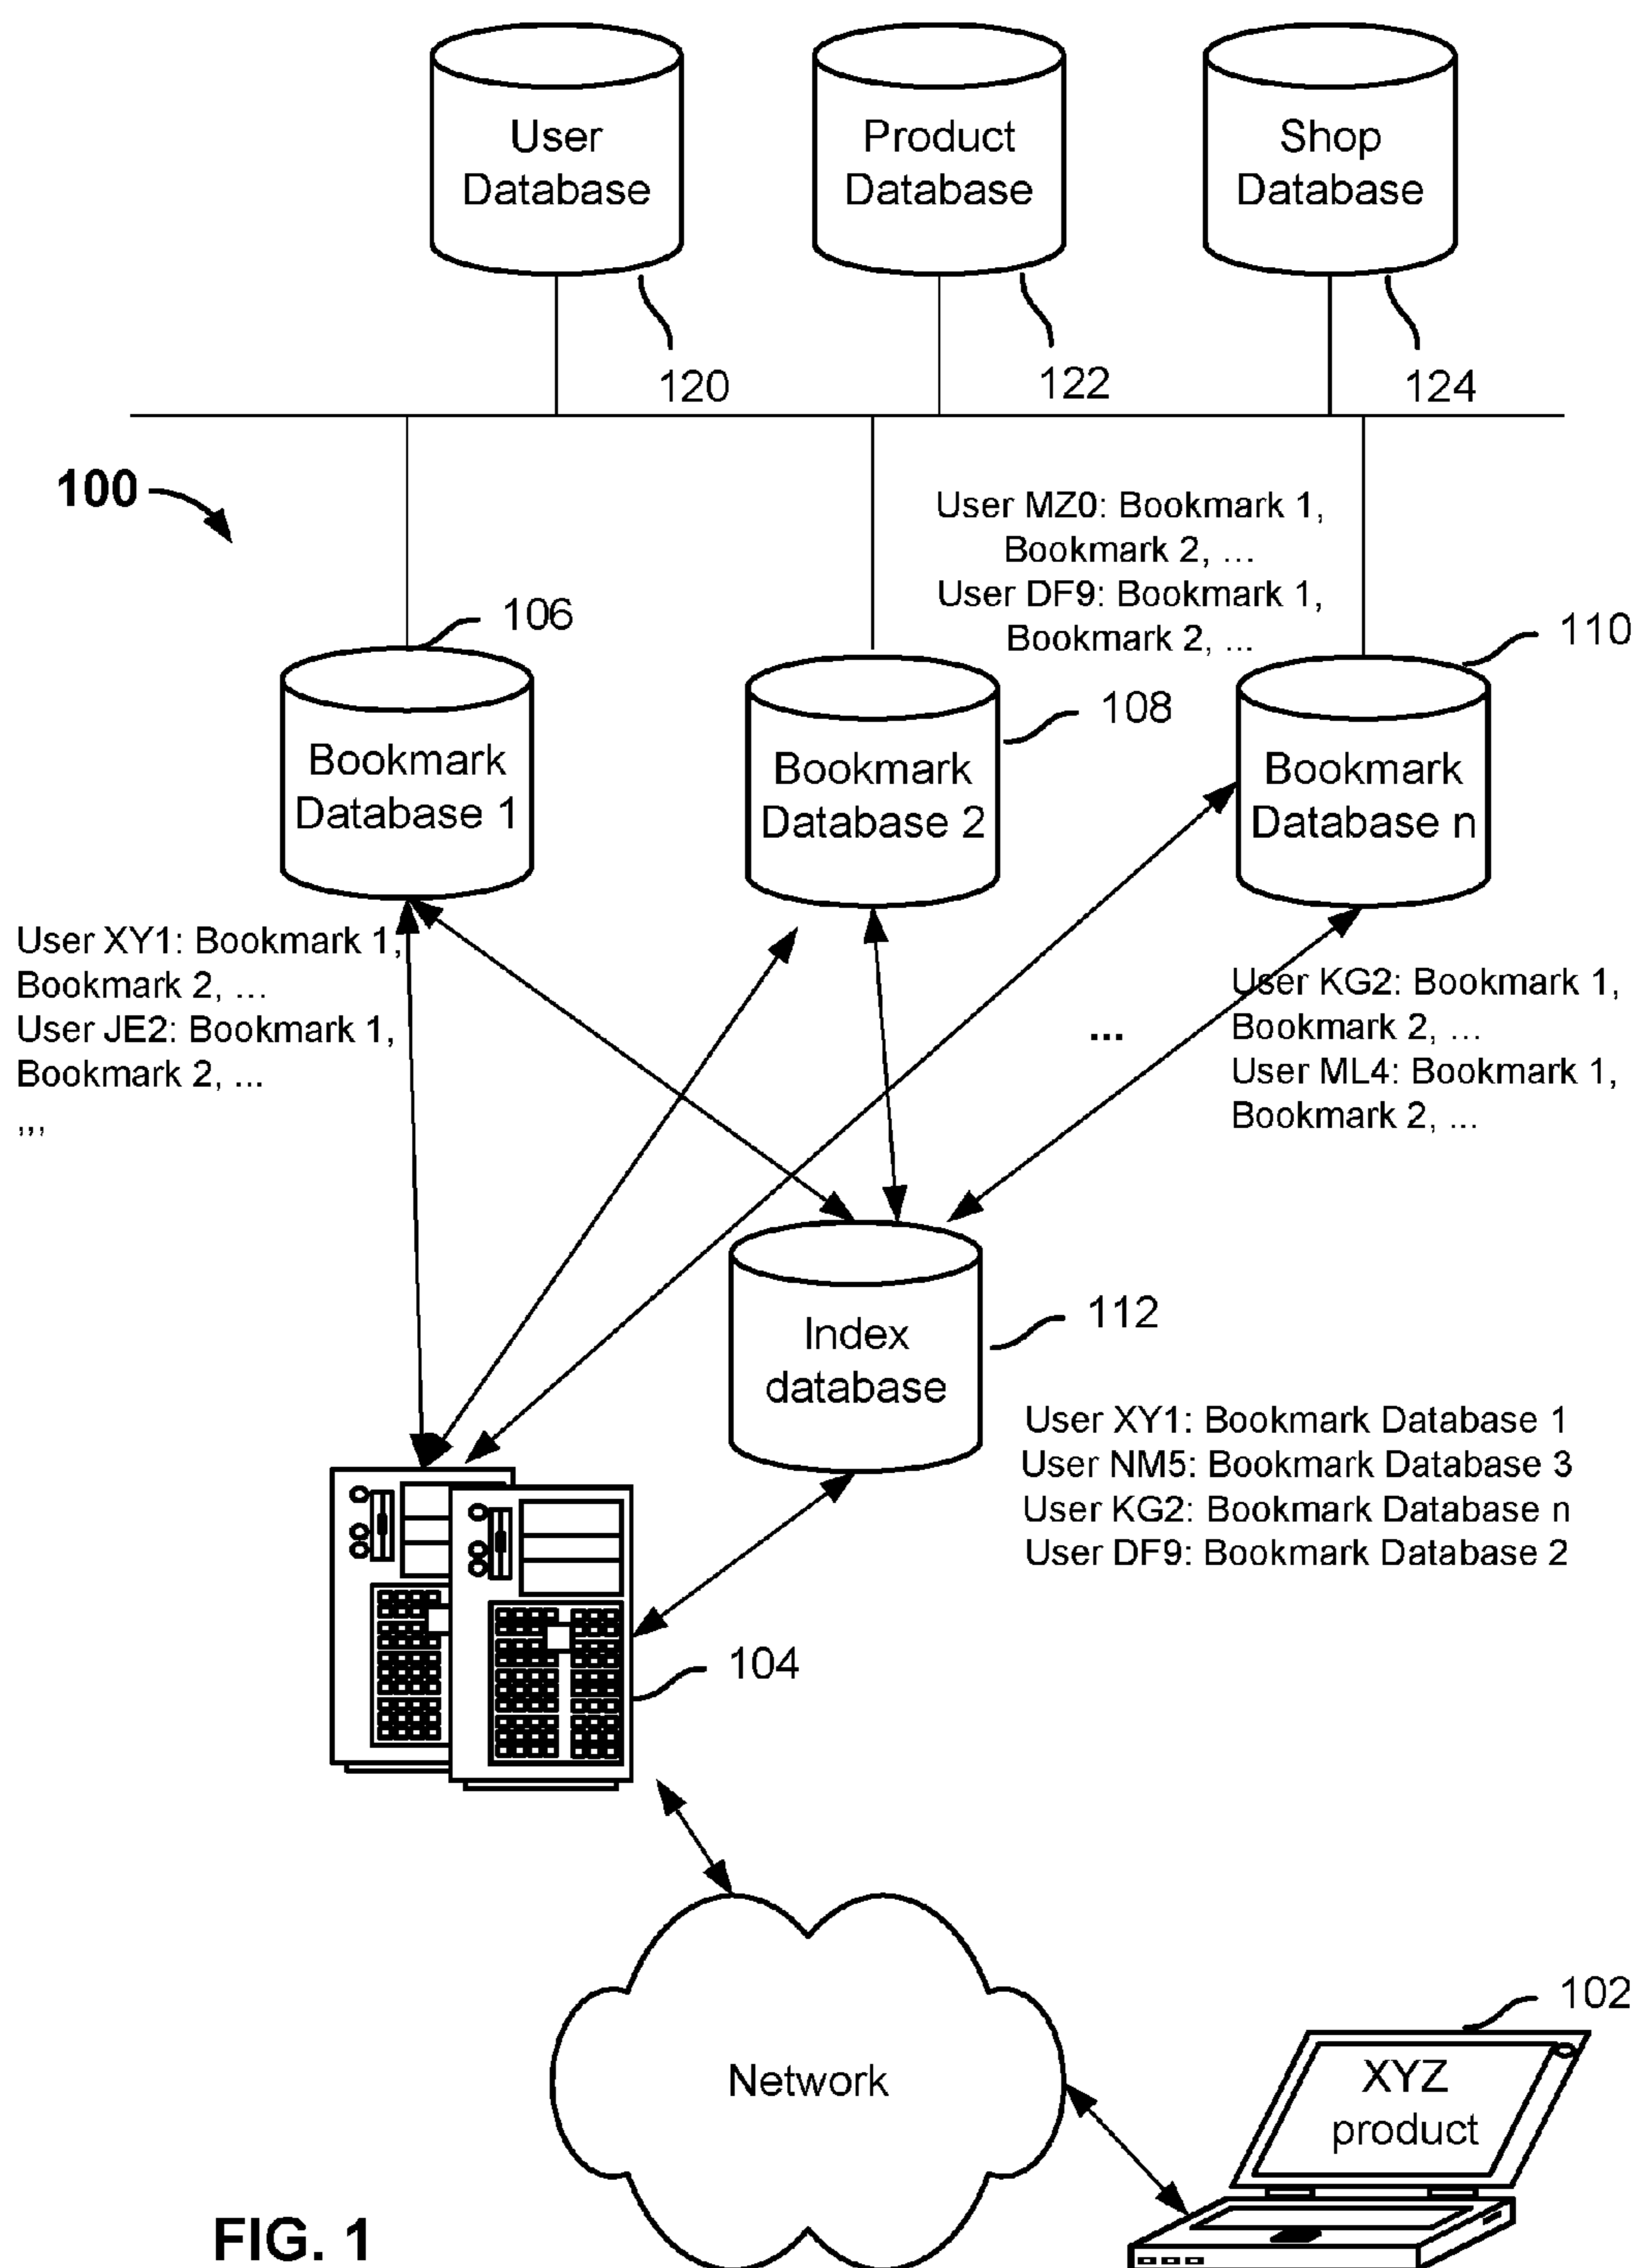 User
Database
Product
Database
Shop
Database
120
122
124
100
User MZ0: Bookmark 1,
Bookmark 2, ...
User DF9: Bookmark 1,
Bookmark 2, ...
106
110
108
Bookmark
Database 1
Bookmark
Database 2
Bookmark
Database n
User XY1: Bookmark 1,
Bookmark 2, ...
User JE2: Bookmark 1,
Bookmark 2, ...
,,,
...
User KG2: Bookmark 1,
Bookmark 2, ...
User ML4: Bookmark 1,
Bookmark 2, ...
Index
database
112
User XY1: Bookmark Database 1
User NM5: Bookmark Database 3
User KG2: Bookmark Database n
User DF9: Bookmark Database 2
104
Network
102
XYZ
product
FIG. 1